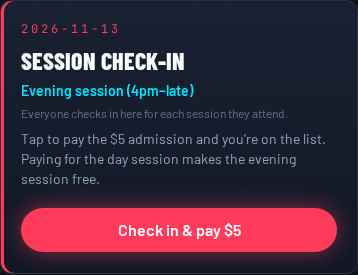 2026-11-13
SESSION CHECK-IN
Evening session (4pm–late)
Everyone checks in here for each session they attend.
Tap to pay the $5 admission and you're on the list.
Paying for the day session makes the evening
session free.
Check in & pay $5